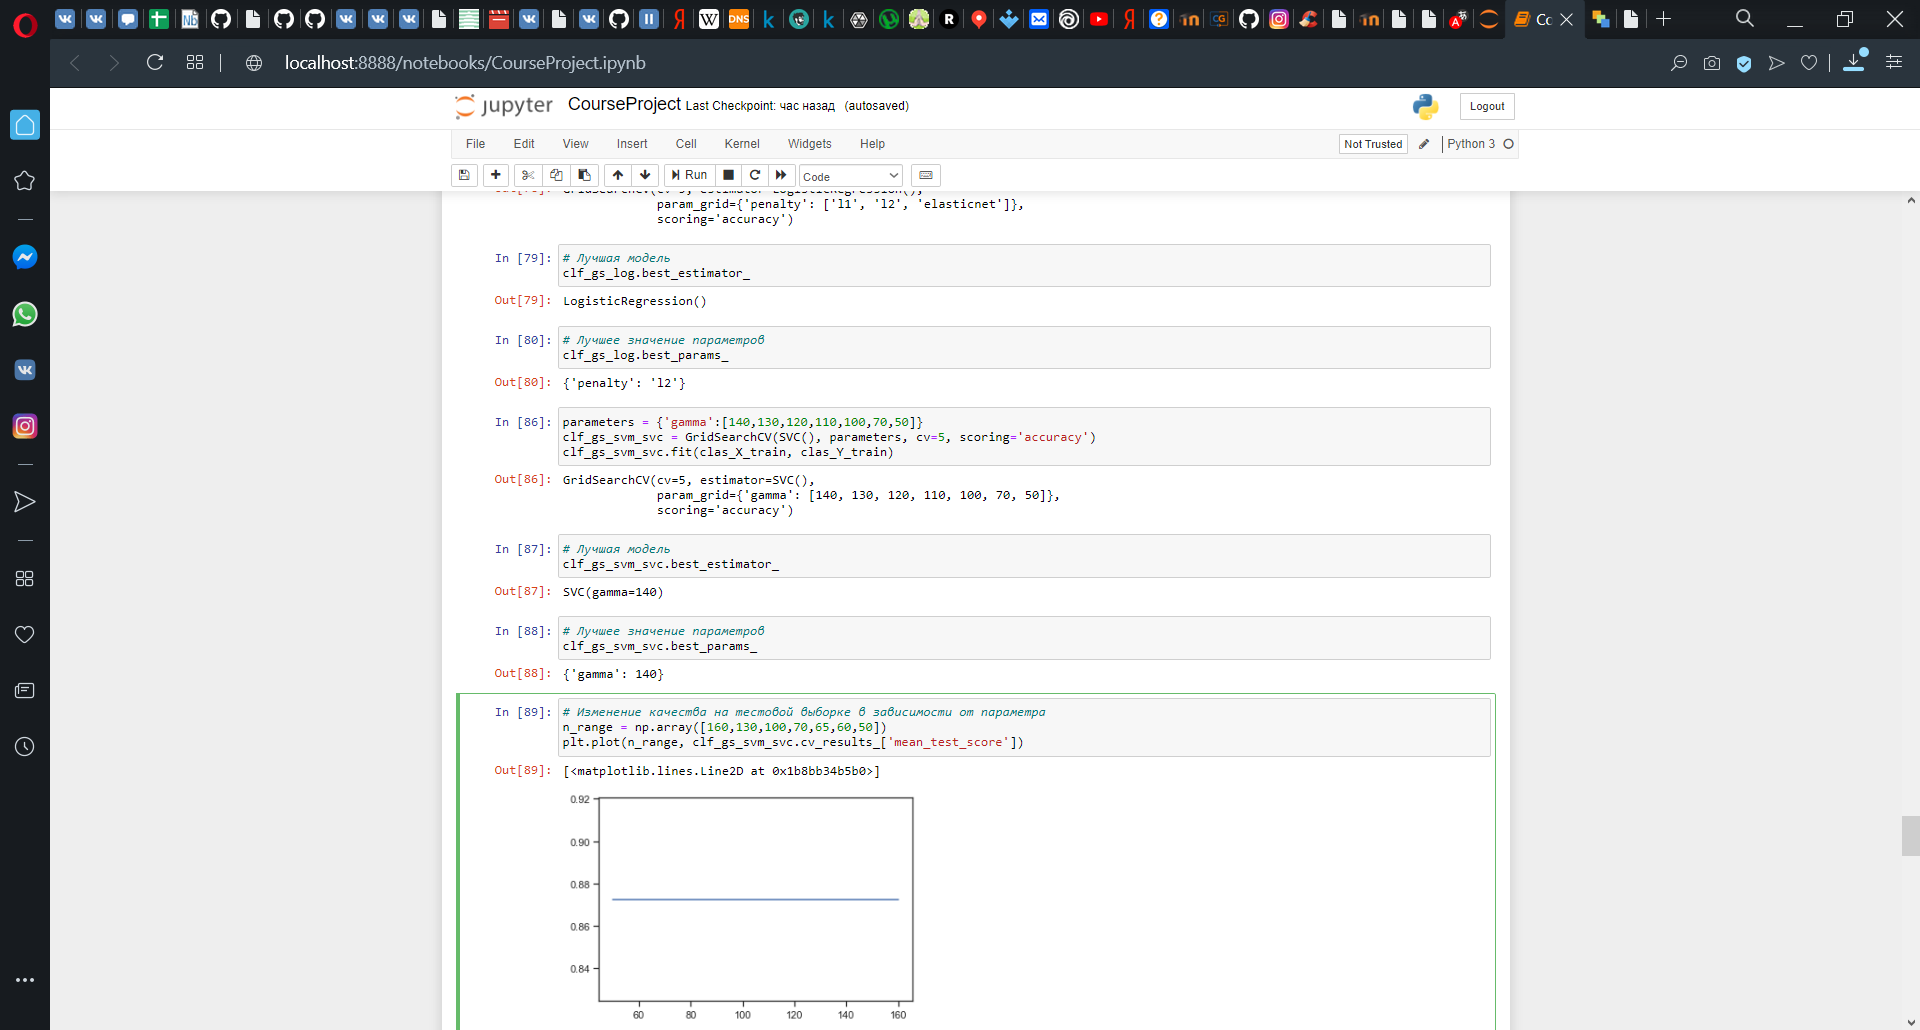 Co
localhost:8888/notebooks/CourseProject.ipynb
jupyter CourseProject Last Checkpoint: час назад (autosaved)
Logout
File Edit View Insert Cell Kernel Widgets Help
Not Trusted
Python 3
Run
Code
param_grid={'penalty': ['l1', 'l2', 'elasticnet']},
scoring='accuracy')
In [79]: # Лучшая модель
clf_gs_log.best_estimator_
Out[79]: LogisticRegression()
In [80]: # Лучшее значение параметров
clf_gs_log.best_params_
Out[80]: {'penalty': 'l2'}
In [86]: parameters = {'gamma':[140,130,120,110,100,70,50]}
clf_gs_svm_svc = GridSearchCV(SVC(), parameters, cv=5, scoring='accuracy')
clf_gs_svm_svc.fit(clas_X_train, clas_Y_train)
Out[86]: GridSearchCV(cv=5, estimator=SVC(),
param_grid={'gamma': [140, 130, 120, 110, 100, 70, 50]},
scoring='accuracy')
In [87]: # Лучшая модель
clf_gs_svm_svc.best_estimator_
Out[87]: SVC(gamma=140)
In [88]: # Лучшее значение параметров
clf_gs_svm_svc.best_params_
Out[88]: {'gamma': 140}
In [89]: # Изменение качества на тестовой выборке в зависимости от параметра
n_range = np.array([160,130,100,70,65,60,50])
plt.plot(n_range, clf_gs_svm_svc.cv_results_['mean_test_score'])
Out[89]: [<matplotlib.lines.Line2D at 0x1b8bb34b5b0>]
0.92
0.90
0.88
0.86
0.84
60 80 100 120 140 160